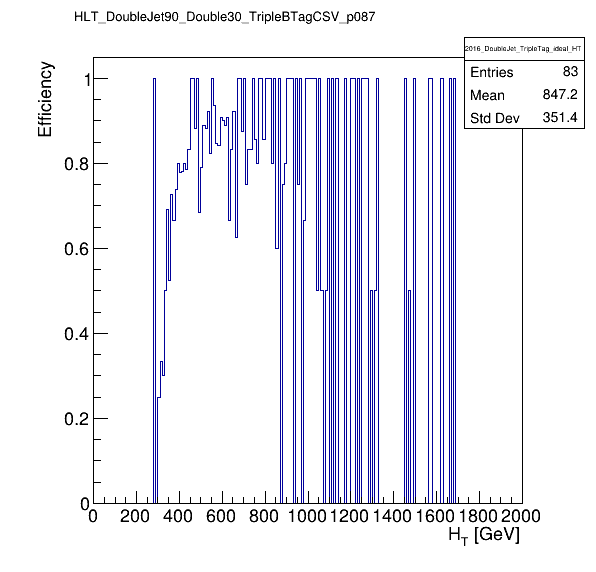 HLT_DoubleJet90_Double30_TripleBTagCSV_p087
2016_DoubleJet_TripleTag_ideal_HT
Entries 83
Mean 847.2
Std Dev 351.4
Efficiency
1
0.8
0.6
0.4
0.2
0
0 200 400 600 800 1000 1200 1400 1600 1800 2000
H_T [GeV]